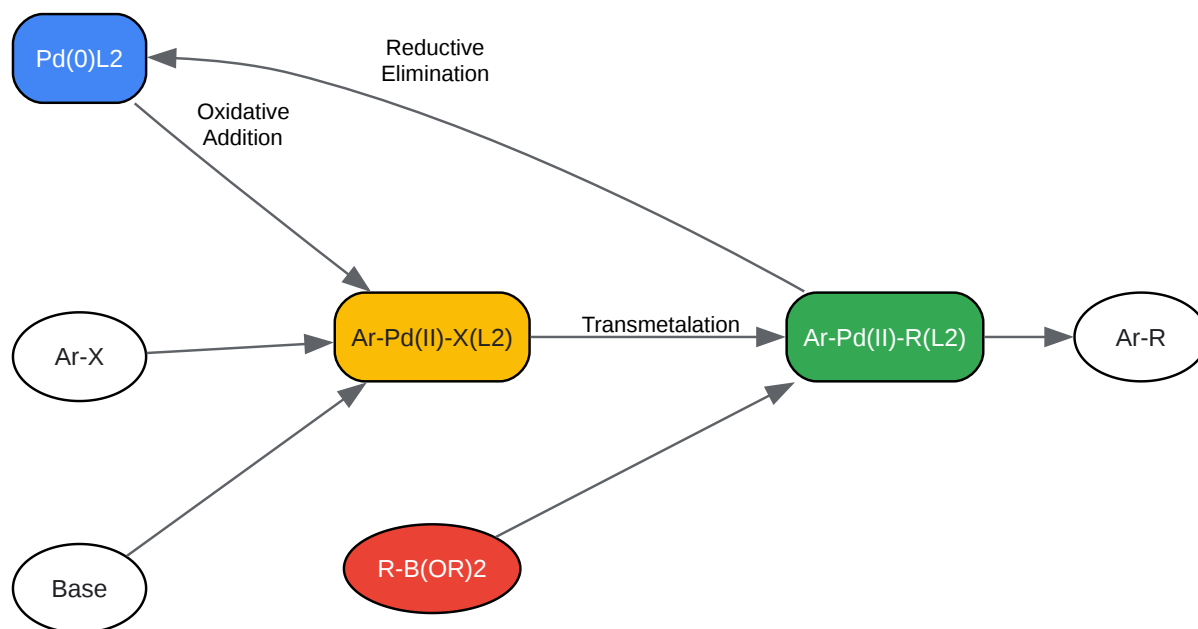 Pd(0)L2
Reductive
Elimination
Oxidative
Addition
Ar-X
Ar-Pd(II)-X(L2)
Transmetalation
Ar-Pd(II)-R(L2)
Ar-R
Base
R-B(OR)2